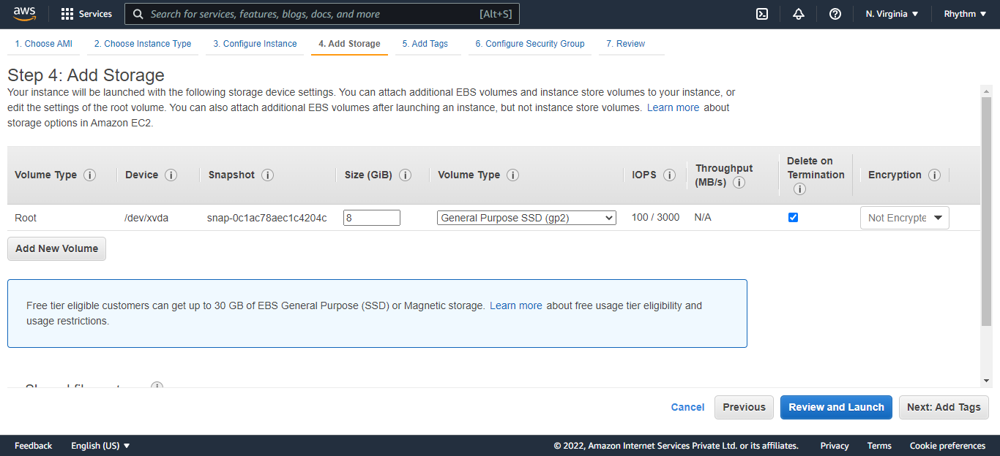 aws
Services
Search for services, features, blogs, docs, and more
[Alt+S]
N. Virginia
Rhythm
1. Choose AMI
2. Choose Instance Type
3. Configure Instance
4. Add Storage
5. Add Tags
6. Configure Security Group
7. Review
Step 4: Add Storage
Your instance will be launched with the following storage device settings. You can attach additional EBS volumes and instance store volumes to your instance, or
edit the settings of the root volume. You can also attach additional EBS volumes after launching an instance, but not instance store volumes. Learn more about
storage options in Amazon EC2.
Volume Type
Device
Snapshot
Size (GiB)
Volume Type
IOPS
Throughput
(MB/s)
Delete on
Termination
Encryption
Root
/dev/xvda
snap-0c1ac78aec1c4204c
8
General Purpose SSD (gp2)
100 / 3000
N/A
Not Encrypte
Add New Volume
Free tier eligible customers can get up to 30 GB of EBS General Purpose (SSD) or Magnetic storage. Learn more about free usage tier eligibility and
usage restrictions.
Cancel
Previous
Review and Launch
Next: Add Tags
Feedback
English (US)
© 2022, Amazon Internet Services Private Ltd. or its affiliates.
Privacy
Terms
Cookie preferences